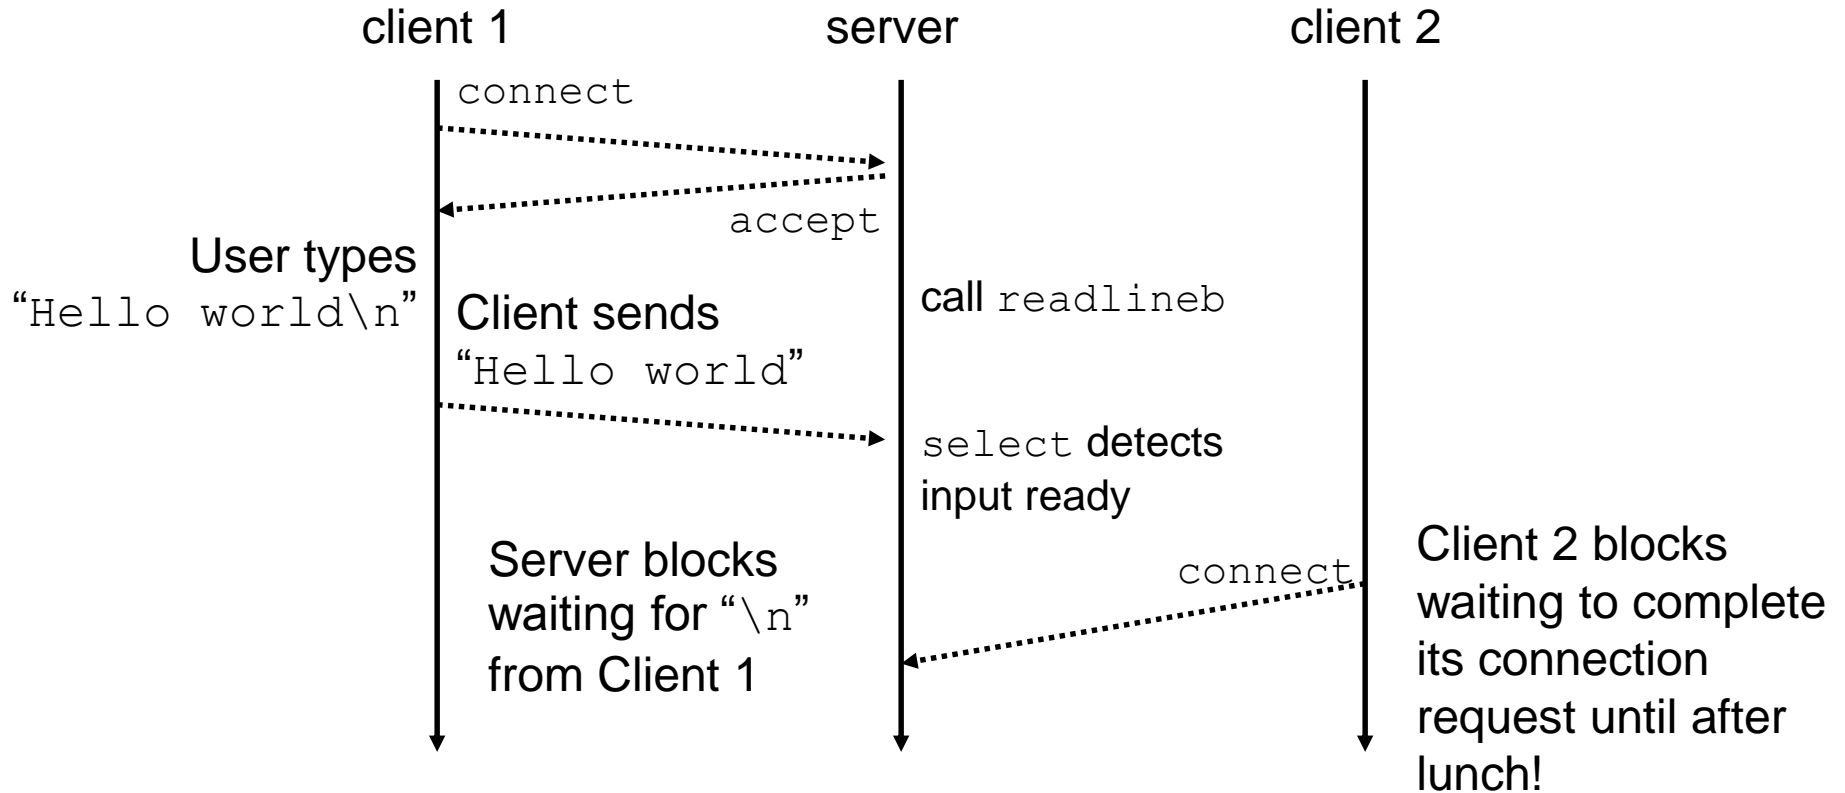 client 1
server
client 2
connect
accept
User types
“Hello world\n”
Client sends
“Hello world”
call readlineb
select detects
input ready
Server blocks
waiting for “\n”
from Client 1
connect
Client 2 blocks
waiting to complete
its connection
request until after
lunch!